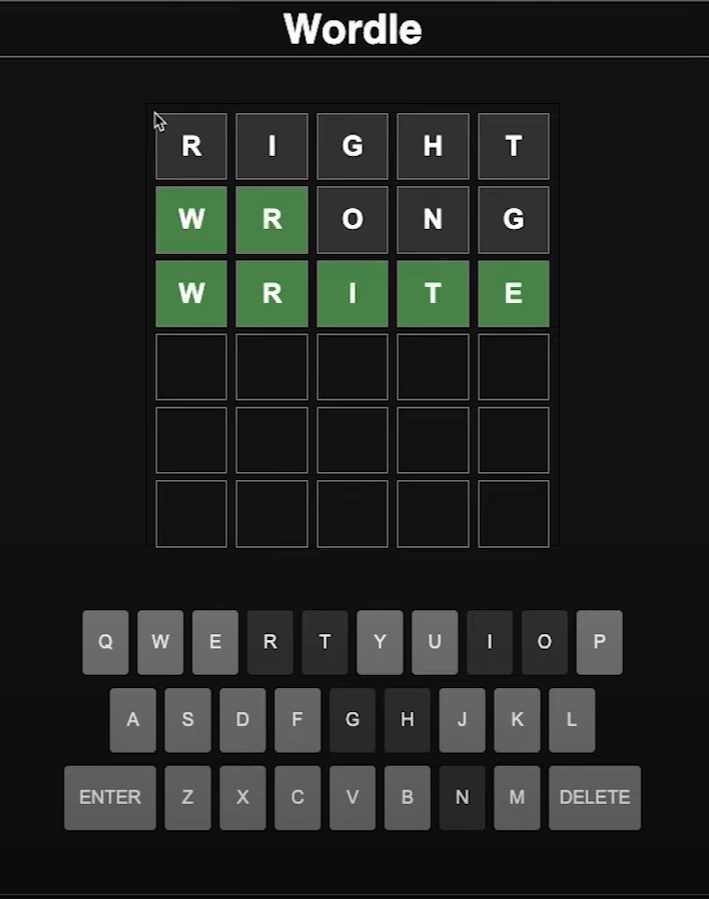 Wordle
R I G H T
W R O N G
W R I T E
Q W E R T Y U I O P
A S D F G H J K L
ENTER Z X C V B N M DELETE